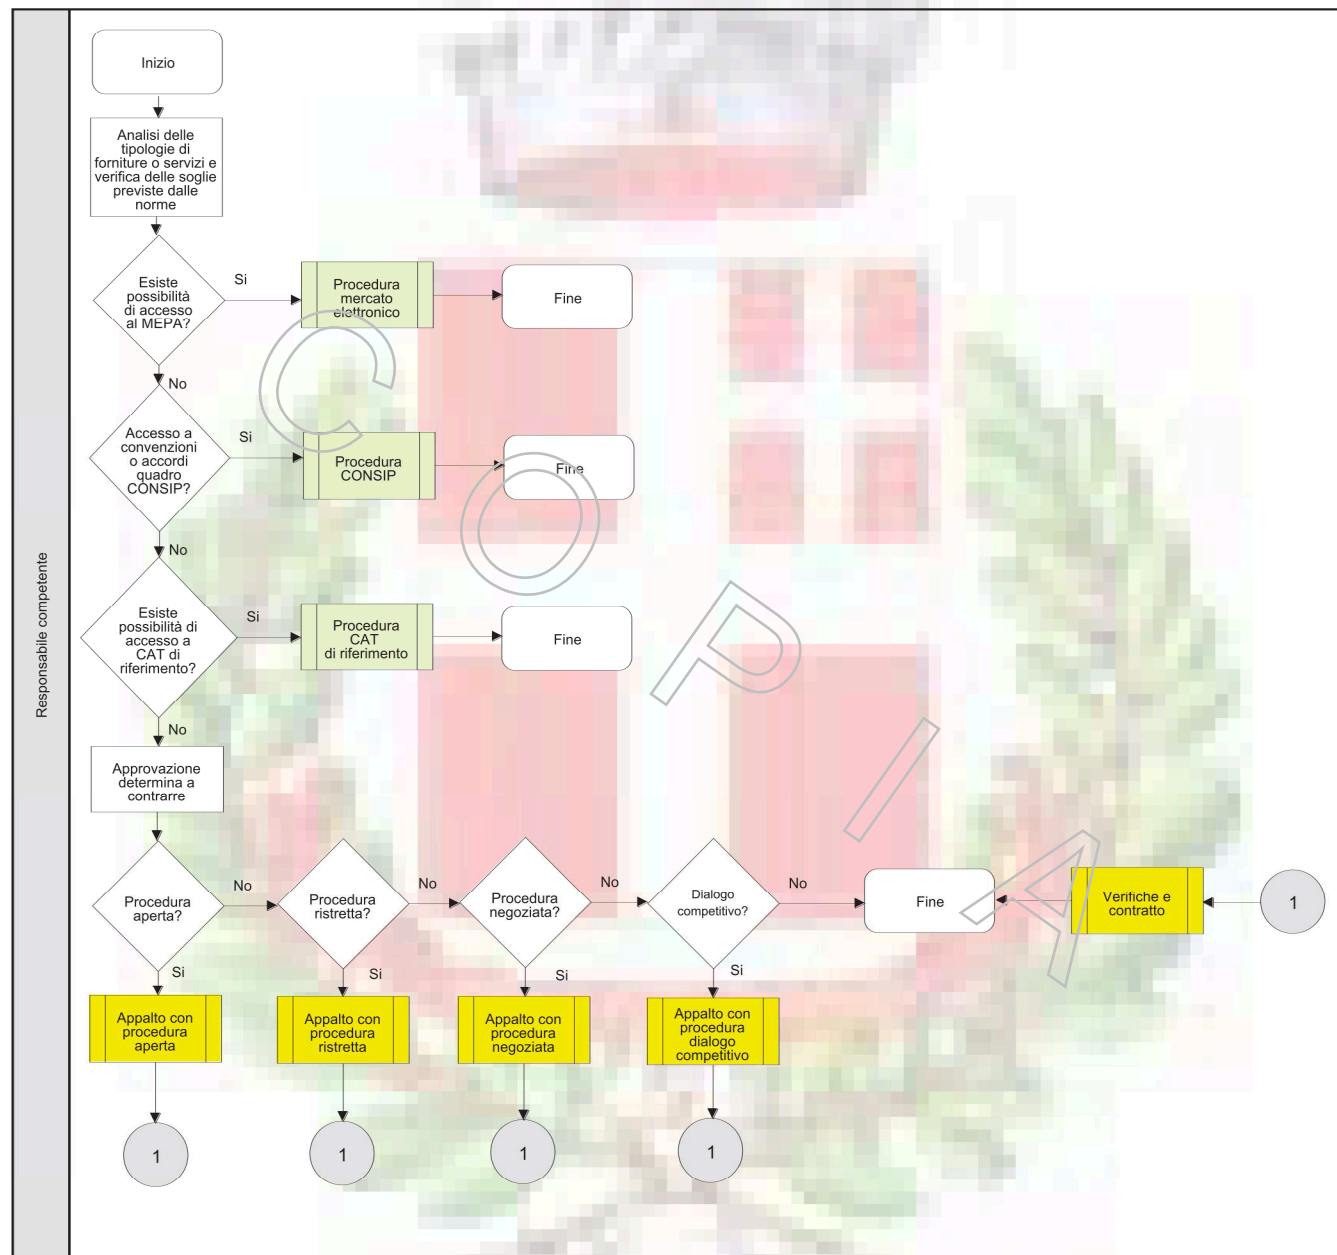 Responsabile competente
Inizio
Analisi delle
tipologie di
forniture o servizi e
verifica delle soglie
previste dalle
norme
Esiste
possibilità
di accesso
al MEPA?
Si
Procedura
mercato
elettronico
Fine
No
Accesso a
convenzioni
o accordi
quadro
CONSIP?
Si
Procedura
CONSIP
Fine
No
Esiste
possibilità di
accesso a
CAT di
riferimento?
Si
Procedura
CAT
di riferimento
Fine
No
Approvazione
determina a
contrarre
Procedura
aperta?
No
Procedura
ristretta?
No
Procedura
negoziata?
No
Dialogo
competitivo?
No
Fine
Verifiche e
contratto
1
Si
Si
Si
Si
Appalto con
procedura
aperta
Appalto con
procedura
ristretta
Appalto con
procedura
negoziata
Appalto con
procedura
dialogo
competitivo
1
1
1
1
COPIA